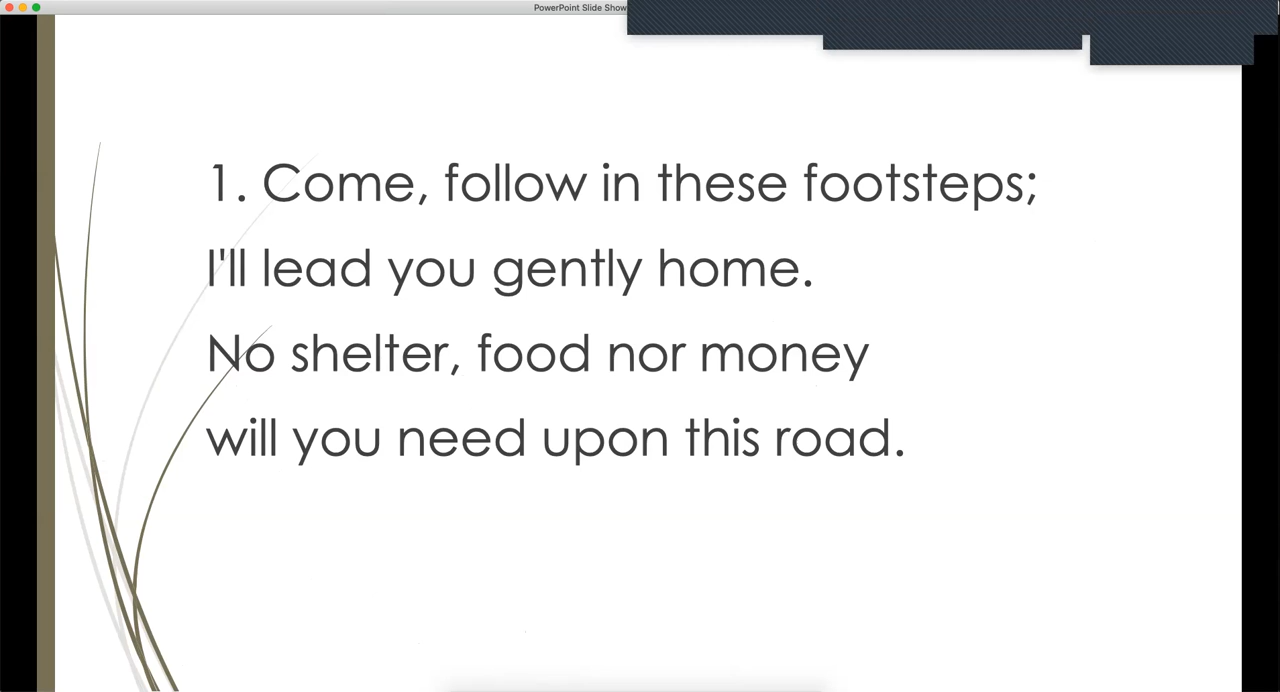 PowerPoint Slide Show
1. Come, follow in these footsteps;
I'll lead you gently home.
No shelter, food nor money
will you need upon this road.